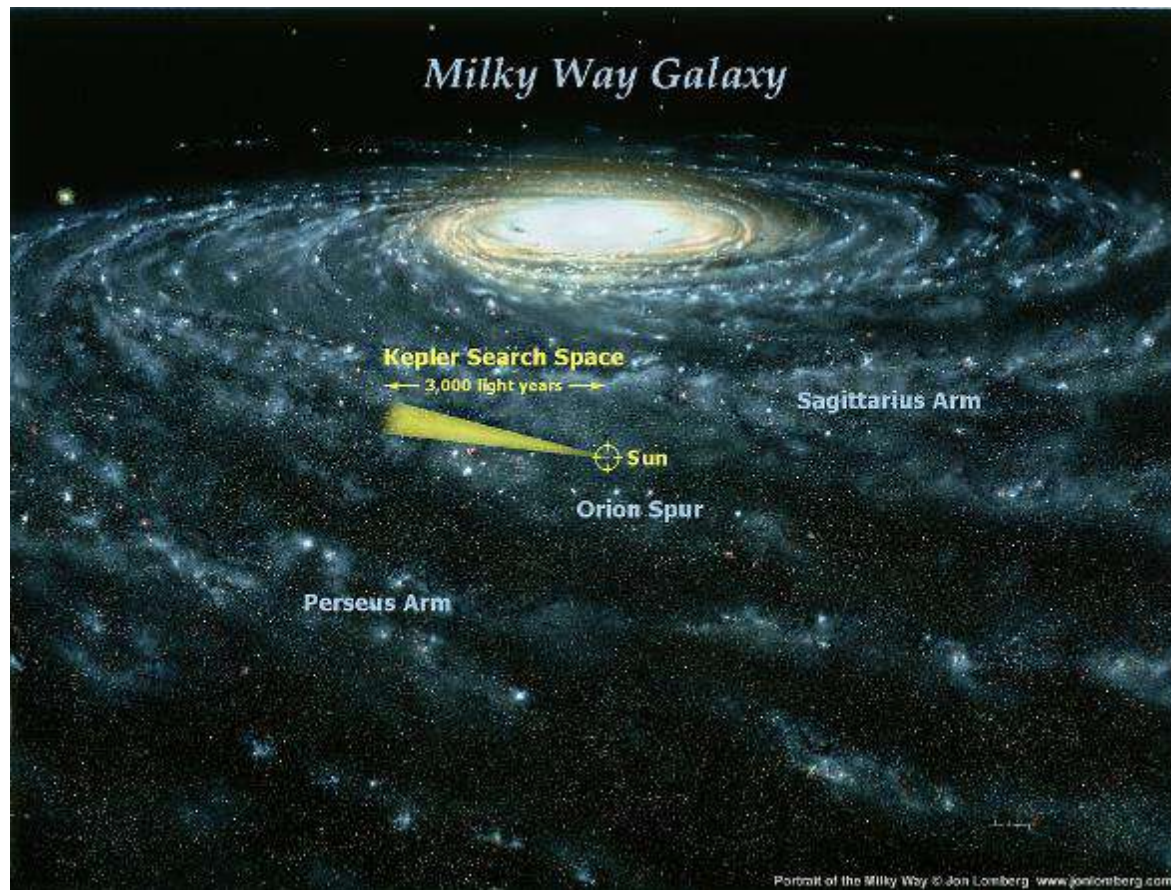 Milky Way Galaxy
Kepler Search Space
3,000 light years
Sagittarius Arm
Sun
Orion Spur
Perseus Arm
Portrait of the Milky Way © Jon Lomberg www.jonlomberg.com